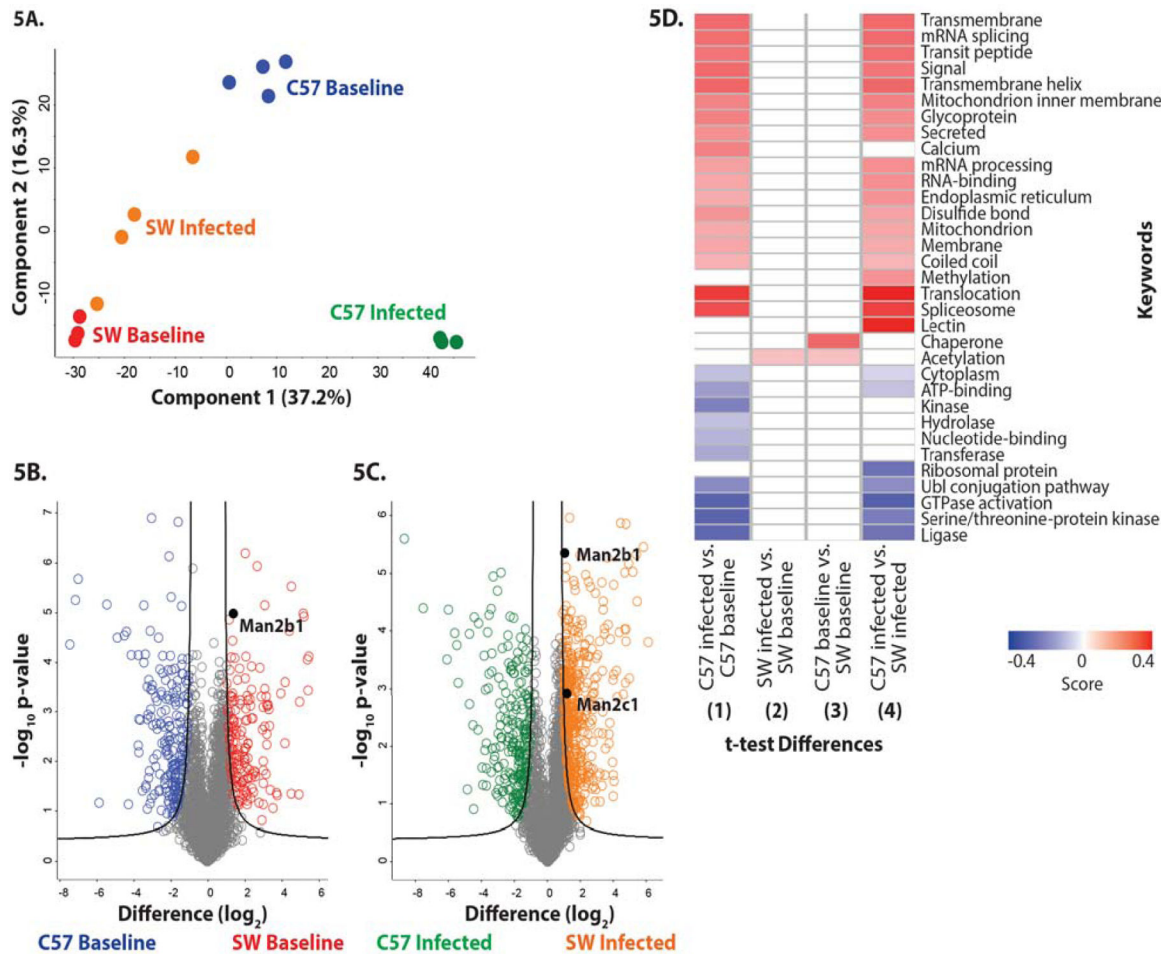 5A.
20
10
0
-10
Component 2 (16.3%)
C57 Baseline
SW Infected
SW Baseline
C57 Infected
-30 -20 -10 0 10 20 30 40
Component 1 (37.2%)
5B.
7
6
5
4
3
2
1
0
-log10 p-value
Man2b1
-8 -6 -4 -2 0 2 4 6
Difference (log2)
C57 Baseline
SW Baseline
5C.
6
5
4
3
2
1
0
-log10 p-value
Man2b1
Man2c1
-8 -6 -4 -2 0 2 4 6
Difference (log2)
C57 Infected
SW Infected
5D.
Transmembrane
mRNA splicing
Transit peptide
Signal
Transmembrane helix
Mitochondrion inner membrane
Glycoprotein
Secreted
Calcium
mRNA processing
RNA-binding
Endoplasmic reticulum
Disulfide bond
Mitochondrion
Membrane
Coiled coil
Methylation
Translocation
Spliceosome
Lectin
Chaperone
Acetylation
Cytoplasm
ATP-binding
Kinase
Hydrolase
Nucleotide-binding
Transferase
Ribosomal protein
Ubl conjugation pathway
GTPase activation
Serine/threonine-protein kinase
Ligase
Keywords
C57 infected vs.
C57 baseline
SW infected vs.
SW baseline
C57 baseline vs.
SW baseline
C57 infected vs.
SW infected
(1) (2) (3) (4)
t-test Differences
-0.4 0 0.4
Score